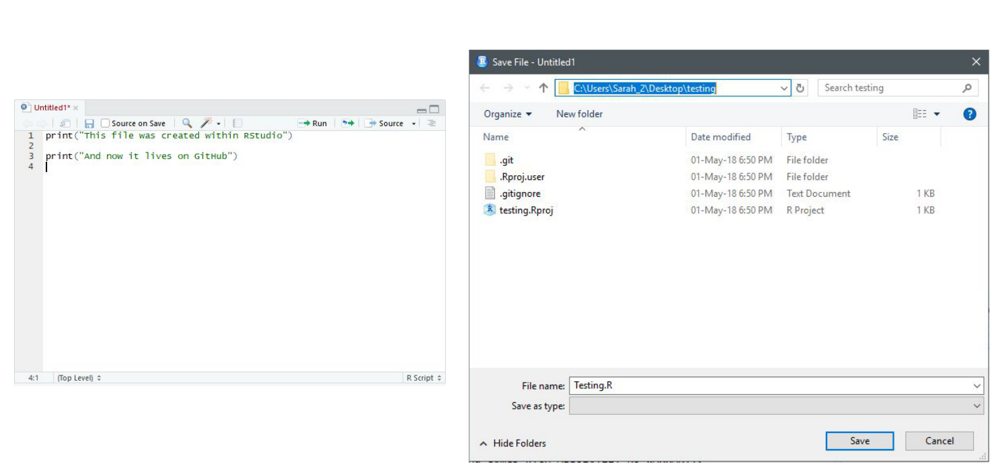 Untitled1*
Source on Save Run Source
1 print("This file was created within RStudio")
2
3 print("And now it lives on GitHub")
4
4:1 (Top Level) R Script
Save File - Untitled1
C:\Users\Sarah_2\Desktop\testing Search testing
Organize New folder
Name Date modified Type Size
.git 01-May-18 6:50 PM File folder
.Rproj.user 01-May-18 6:50 PM File folder
.gitignore 01-May-18 6:50 PM Text Document 1 KB
testing.Rproj 01-May-18 6:50 PM R Project 1 KB
File name: Testing.R
Save as type:
Hide Folders Save Cancel